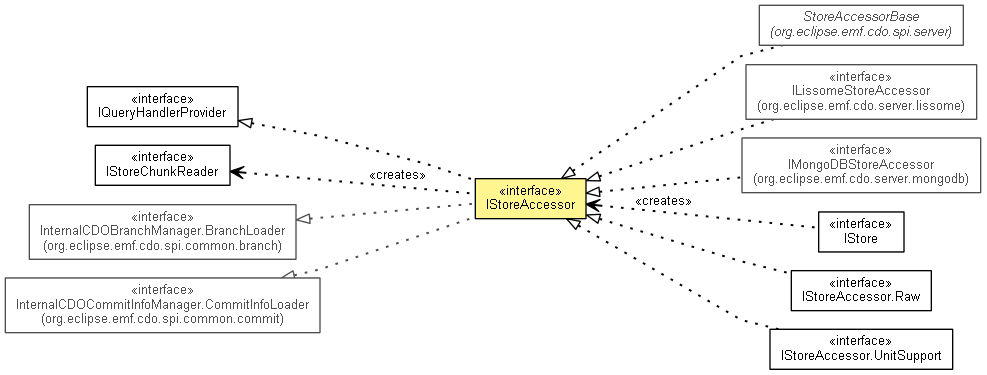 StoreAccessorBase
(org.eclipse.emf.cdo.spi.server)
«interface»
ILissomeStoreAccessor
(org.eclipse.emf.cdo.server.lissome)
«interface»
IQueryHandlerProvider
«interface»
IMongoDBStoreAccessor
(org.eclipse.emf.cdo.server.mongodb)
«interface»
IStoreChunkReader
«creates»
«interface»
IStoreAccessor
«creates»
«interface»
InternalCDOBranchManager.BranchLoader
(org.eclipse.emf.cdo.spi.common.branch)
«interface»
IStore
«interface»
InternalCDOCommitInfoManager.CommitInfoLoader
(org.eclipse.emf.cdo.spi.common.commit)
«interface»
IStoreAccessor.Raw
«interface»
IStoreAccessor.UnitSupport